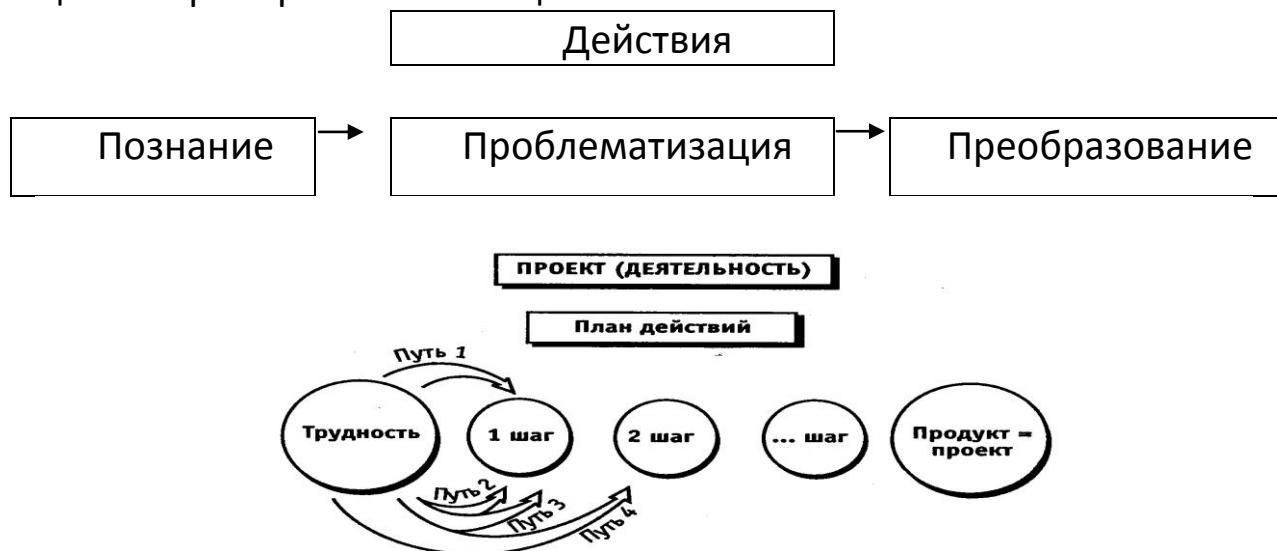 Действия
Познание Проблематизация Преобразование
ПРОЕКТ (ДЕЯТЕЛЬНОСТЬ)
План действий
Путь 1
Трудность 1 шаг 2 шаг ... шаг Продукт = проект
Путь 2
Путь 3
Путь 4